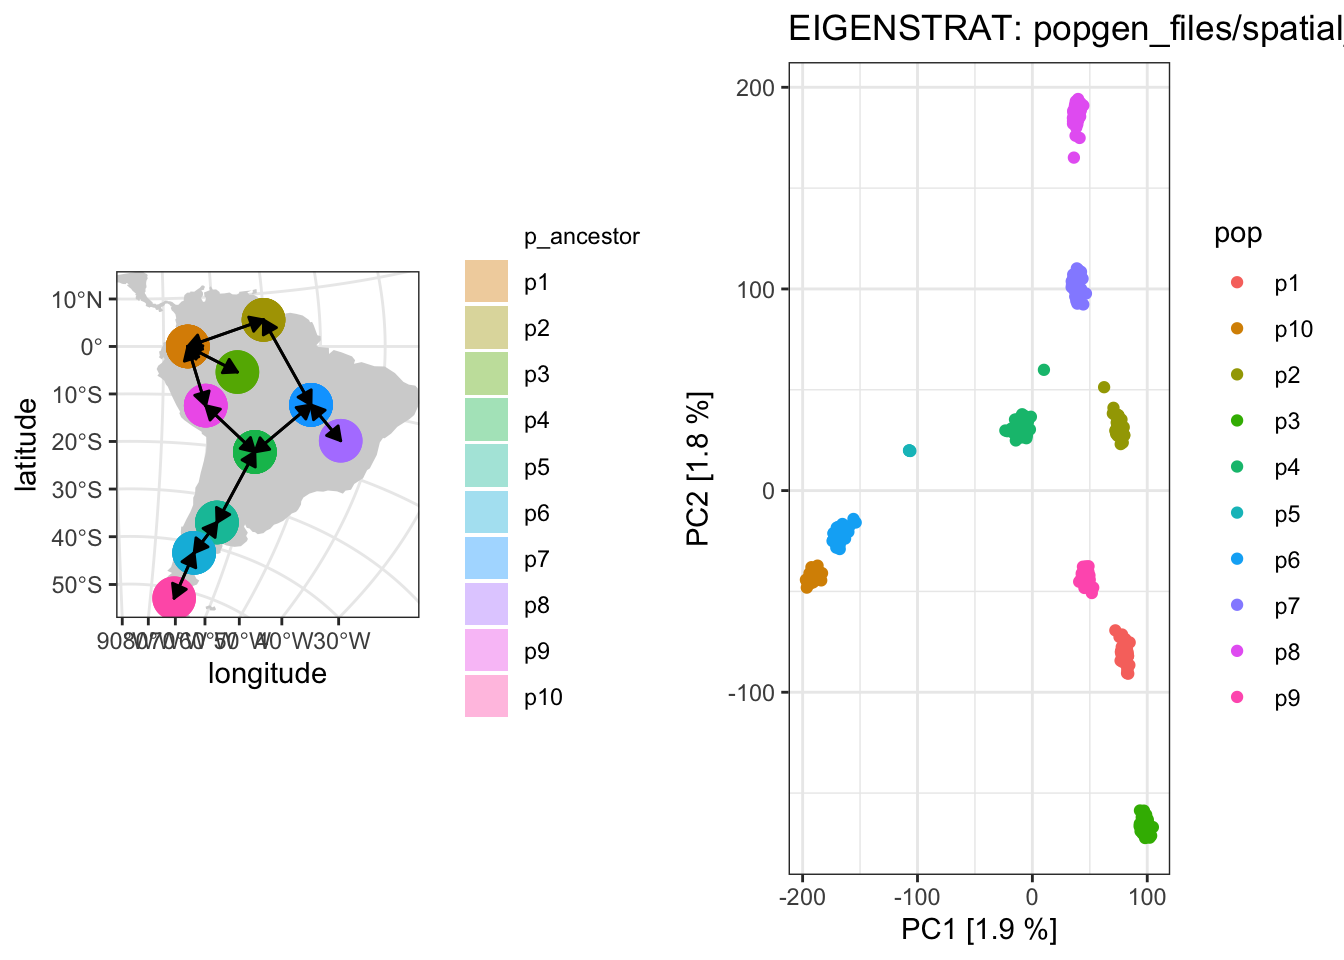 EIGENSTRAT: popgen_files/spatial_
200
100
0
-100
PC2 [1.8 %]
-200
-100
0
100
PC1 [1.9 %]
pop
p1
p10
p2
p3
p4
p5
p6
p7
p8
p9
p_ancestor
p1
p2
p3
p4
p5
p6
p7
p8
p9
p10
10°N
0°
10°S
20°S
30°S
40°S
50°S
latitude
40°W
30°W
longitude